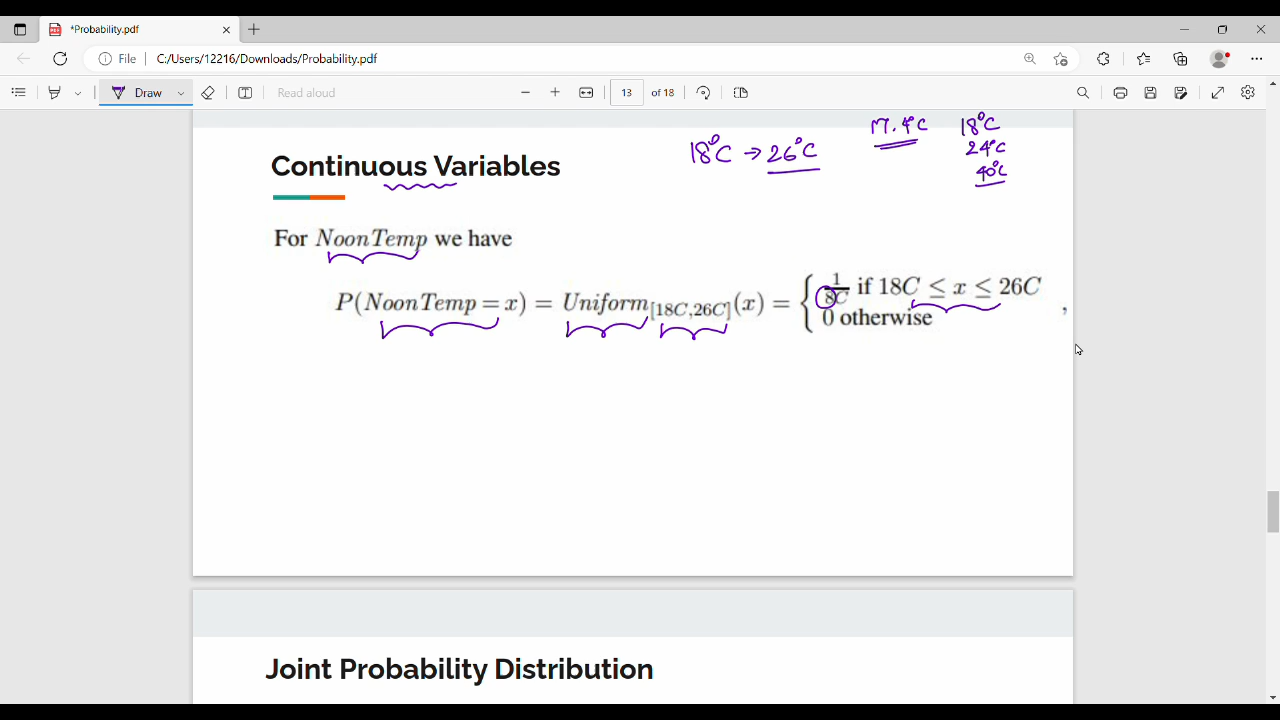 *Probability.pdf
File C:/Users/12216/Downloads/Probability.pdf
Draw Read aloud 13 of 18
17.4°C 18°C
18°C → 26°C 24°C
40°C
Continuous Variables
For NoonTemp we have
P(NoonTemp = x) = Uniform[18C,26C](x) = { 1/8C if 18C ≤ x ≤ 26C
0 otherwise ,
Joint Probability Distribution